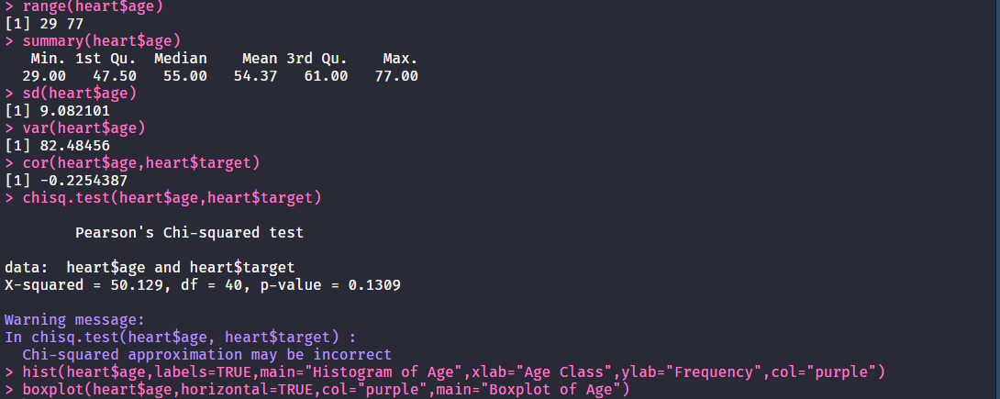 > range(heart$age)
[1] 29 77
> summary(heart$age)
   Min. 1st Qu.  Median    Mean 3rd Qu.    Max.
  29.00   47.50   55.00   54.37   61.00   77.00
> sd(heart$age)
[1] 9.082101
> var(heart$age)
[1] 82.48456
> cor(heart$age,heart$target)
[1] -0.2254387
> chisq.test(heart$age,heart$target)
        Pearson's Chi-squared test
data:  heart$age and heart$target
X-squared = 50.129, df = 40, p-value = 0.1309
Warning message:
In chisq.test(heart$age, heart$target) :
  Chi-squared approximation may be incorrect
> hist(heart$age,labels=TRUE,main="Histogram of Age",xlab="Age Class",ylab="Frequency",col="purple")
> boxplot(heart$age,horizontal=TRUE,col="purple",main="Boxplot of Age")